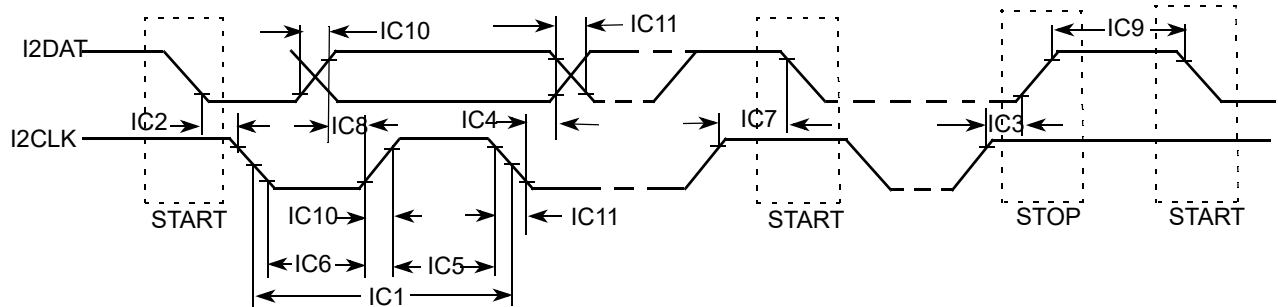 IC10
IC11
IC9
I2DAT
IC2
IC8
IC4
IC7
IC3
I2CLK
START
IC10
IC11
START
STOP
START
IC6
IC5
IC1